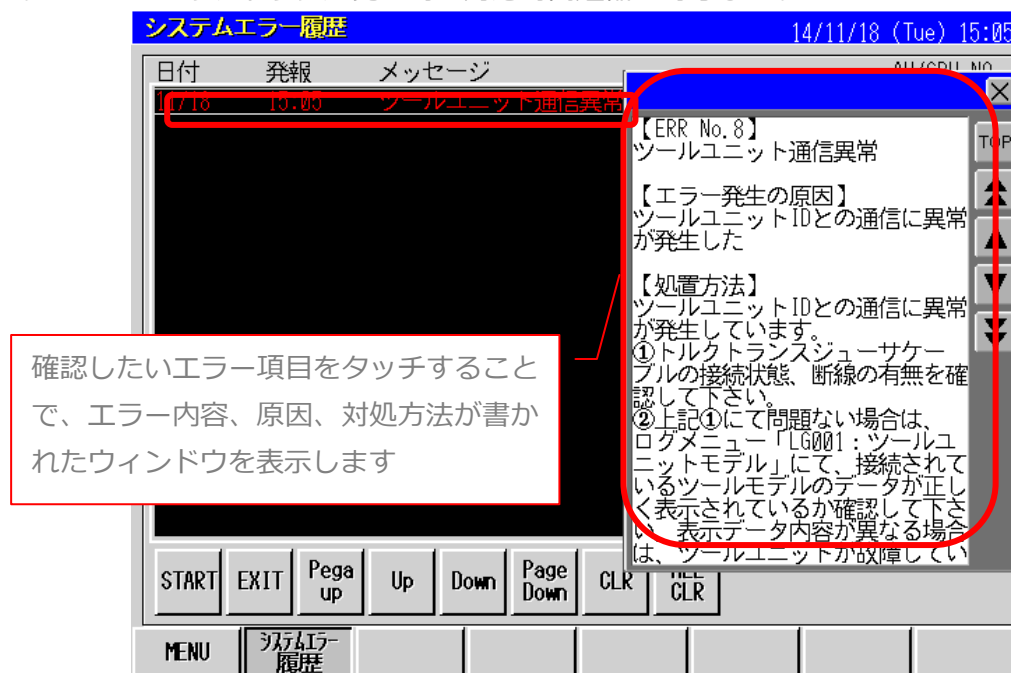 システムエラー履歴
14/11/18 (Tue) 15:05
日付 発報 メッセージ
11/18 15:05 ツールユニット通信異常
【ERR No.8】
ツールユニット通信異常
【エラー発生の原因】
ツールユニットIDとの通信に異常
が発生した
【処置方法】
ツールユニットIDとの通信に異常
が発生しています。
①トルクトランスジューサケー
ブルの接続状態、断線の有無を確
認して下さい。
②上記①にて問題ない場合は、
ログメニュー「LG001：ツールユ
ニットモデル」にて、接続されて
いるツールモデルのデータが正し
く表示されているか確認して下さ
い、表示データ内容が異なる場合
は、ツールユニットが故障してい
TOP
確認したいエラー項目をタッチすること
で、エラー内容、原因、対処方法が書か
れたウィンドウを表示します
START EXIT Pega up Up Down Page Down CLR CLR
MENU システムエラー 履歴